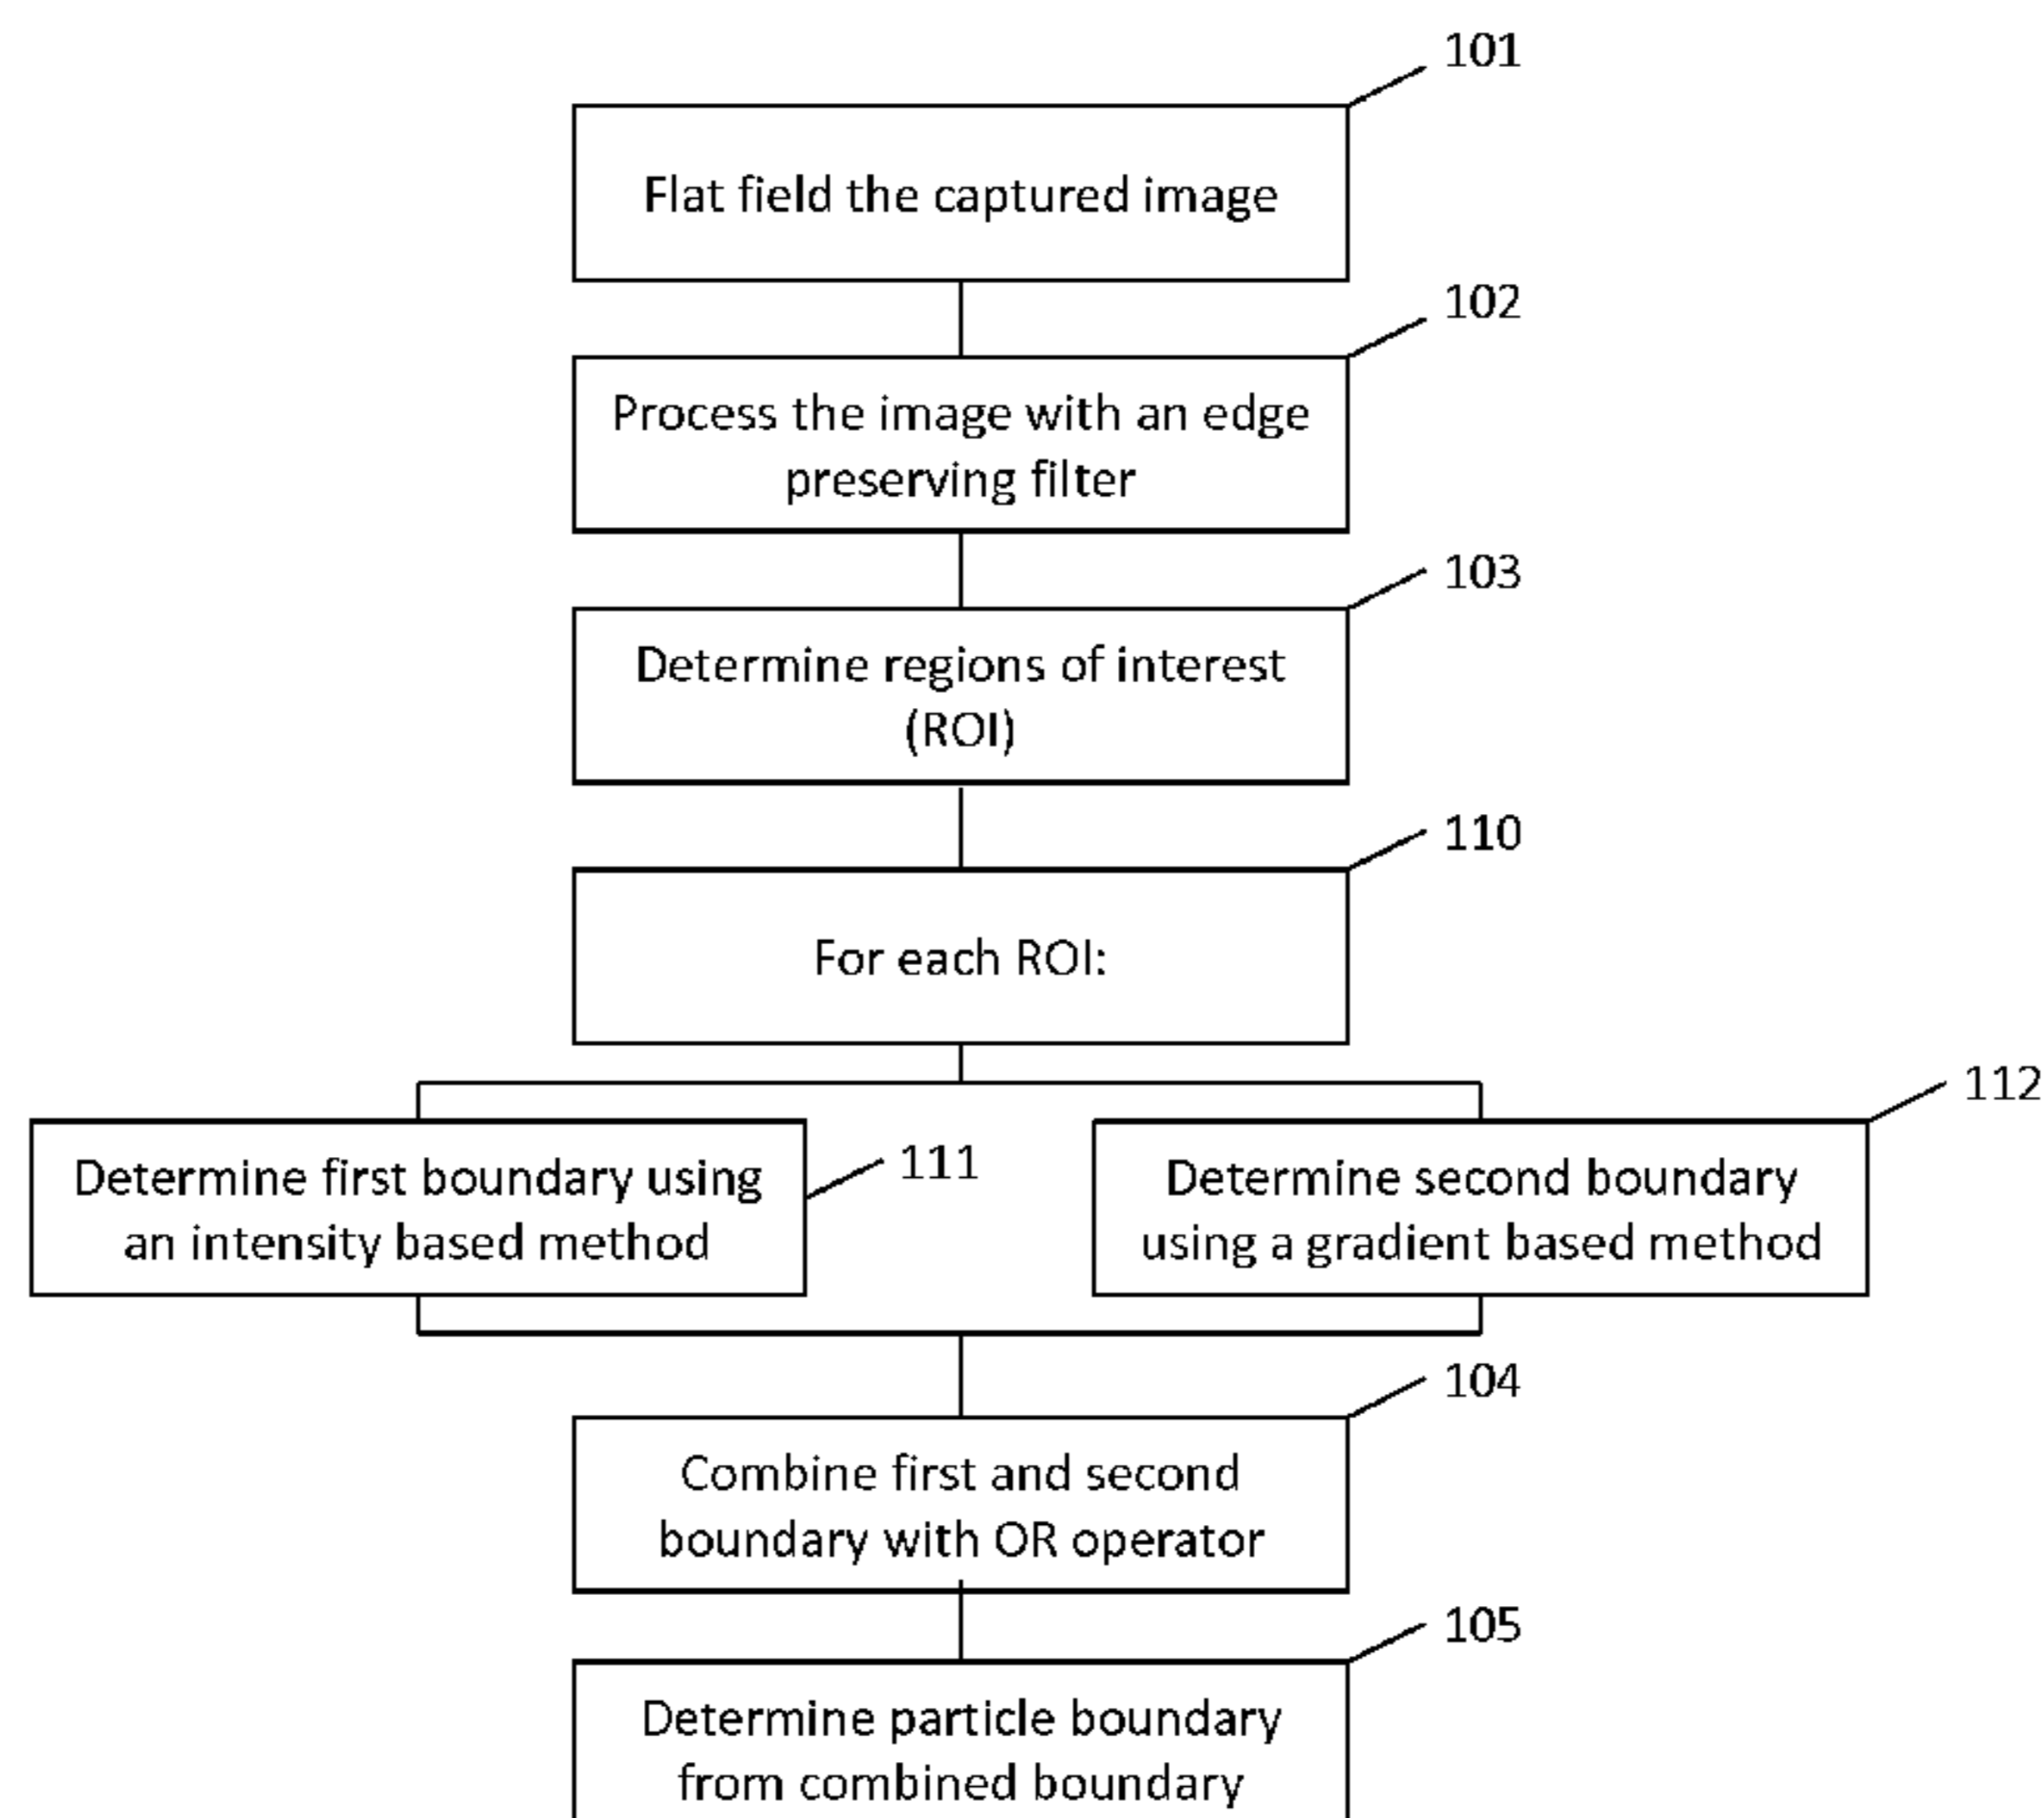 101
Flat field the captured image
102
Process the image with an edge
preserving filter
103
Determine regions of interest
(ROI)
110
For each ROI:
112
Determine first boundary using
an intensity based method
111
Determine second boundary
using a gradient based method
104
Combine first and second
boundary with OR operator
105
Determine particle boundary
from combined boundary